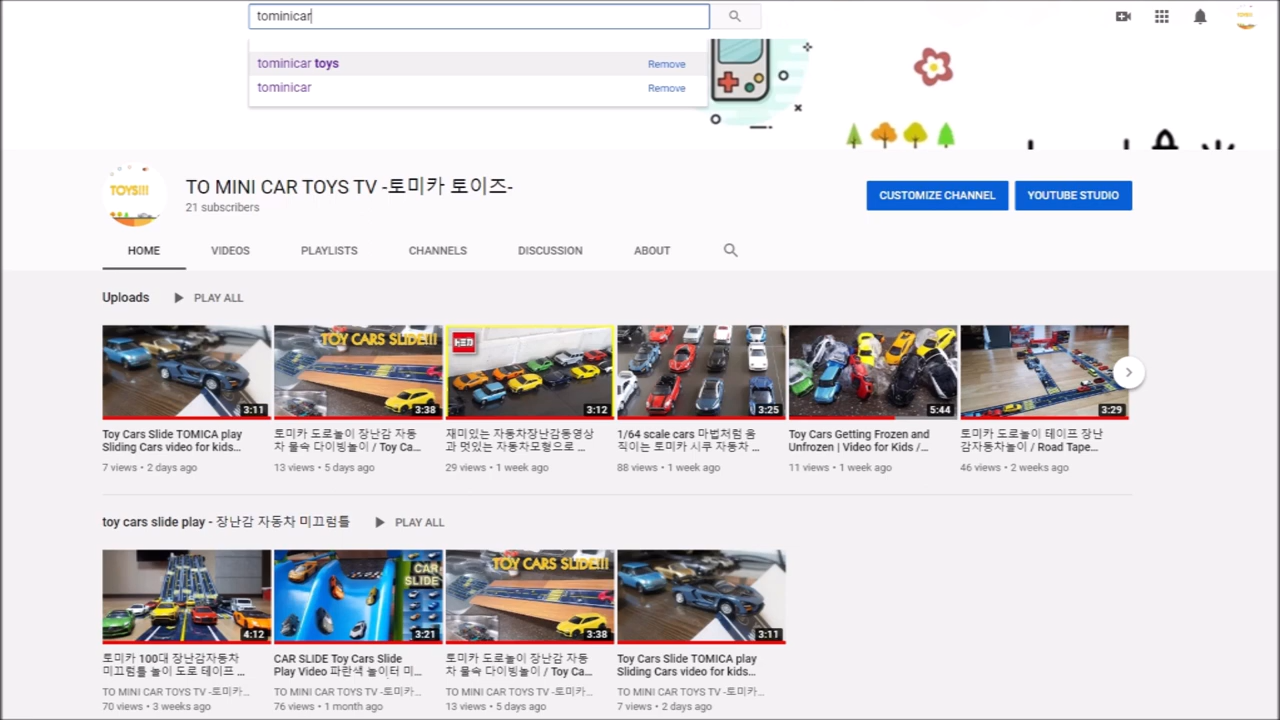 tominicar
tominicar toys Remove
tominicar Remove
TOYS!!!
TO MINI CAR TOYS TV -토미카 토이즈-
21 subscribers
CUSTOMIZE CHANNEL
YOUTUBE STUDIO
HOME VIDEOS PLAYLISTS CHANNELS DISCUSSION ABOUT
Uploads PLAY ALL
3:11
TOY CARS SLIDE!!!
3:38
3:12
3:25
5:44
3:29
Toy Cars Slide TOMICA play
Sliding Cars video for kids...
7 views • 2 days ago
토미카 도로놀이 장난감 자동
차 물속 다이빙놀이 / Toy Ca...
13 views • 5 days ago
재미있는 자동차장난감동영상
과 멋있는 자동차모형으로 ...
29 views • 1 week ago
1/64 scale cars 마법처럼 움
직이는 토미카 시쿠 자동차 ...
88 views • 1 week ago
Toy Cars Getting Frozen and
Unfrozen | Video for Kids /...
11 views • 1 week ago
토미카 도로놀이 테이프 장난
감자동차놀이 / Road Tape...
46 views • 2 weeks ago
toy cars slide play - 장난감 자동차 미끄럼틀 PLAY ALL
4:12
CAR
SLIDE
3:21
TOY CARS SLIDE!!!
3:38
3:11
토미카 100대 장난감자동차
미끄럼틀 놀이 도로 테이프 ...
TO MINI CAR TOYS TV -토미카...
70 views • 3 weeks ago
CAR SLIDE Toy Cars Slide
Play Video 파란색 놀이터 미...
TO MINI CAR TOYS TV -토미카...
76 views • 1 month ago
토미카 도로놀이 장난감 자동
차 물속 다이빙놀이 / Toy Ca...
TO MINI CAR TOYS TV -토미카...
13 views • 5 days ago
Toy Cars Slide TOMICA play
Sliding Cars video for kids...
TO MINI CAR TOYS TV -토미카...
7 views • 2 days ago